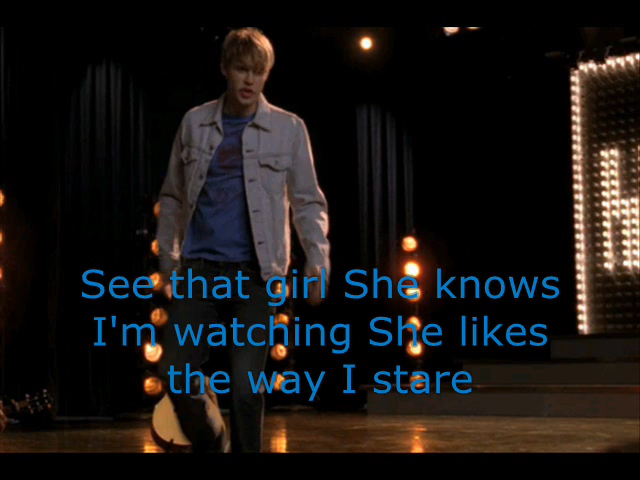 See that girl She knows
I'm watching She likes
the way I stare